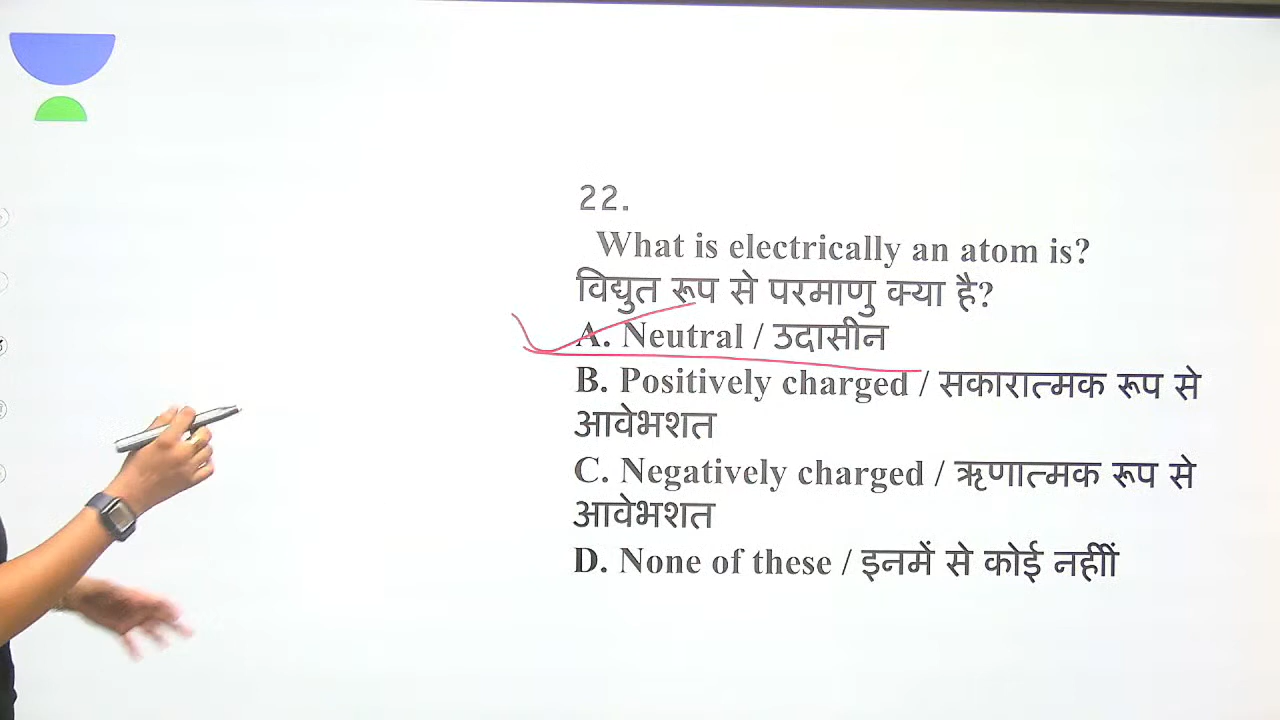 22.
What is electrically an atom is?
विद्युत रूप से परमाणु क्या है?
A. Neutral / उदासीन
B. Positively charged / सकारात्मक रूप से
आवेभशत
C. Negatively charged / ऋणात्मक रूप से
आवेभशत
D. None of these / इनमें से कोई नहींीं